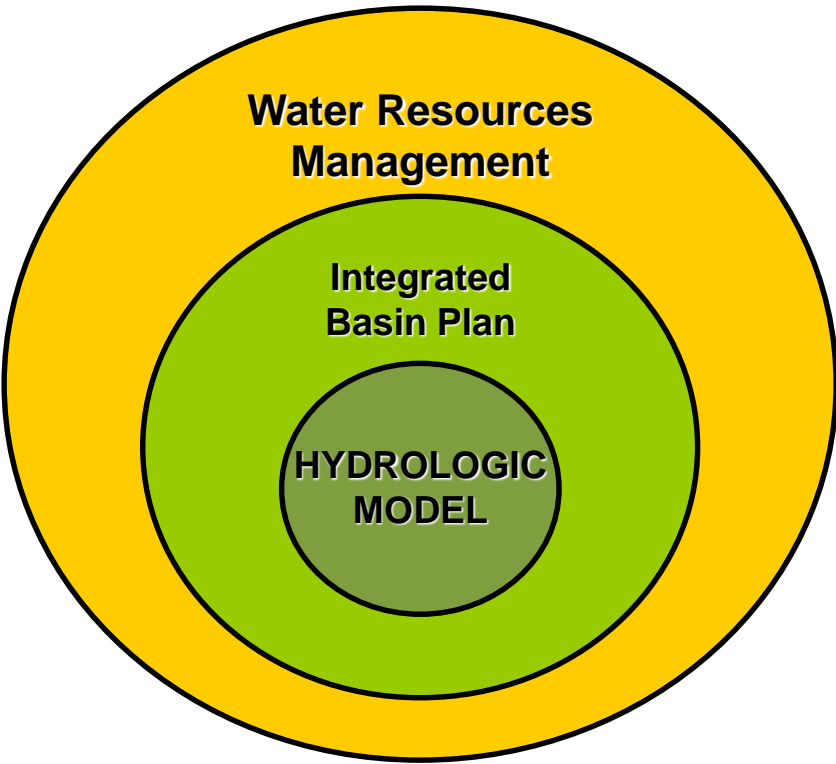 Water Resources
Management
Integrated
Basin Plan
HYDROLOGIC
MODEL